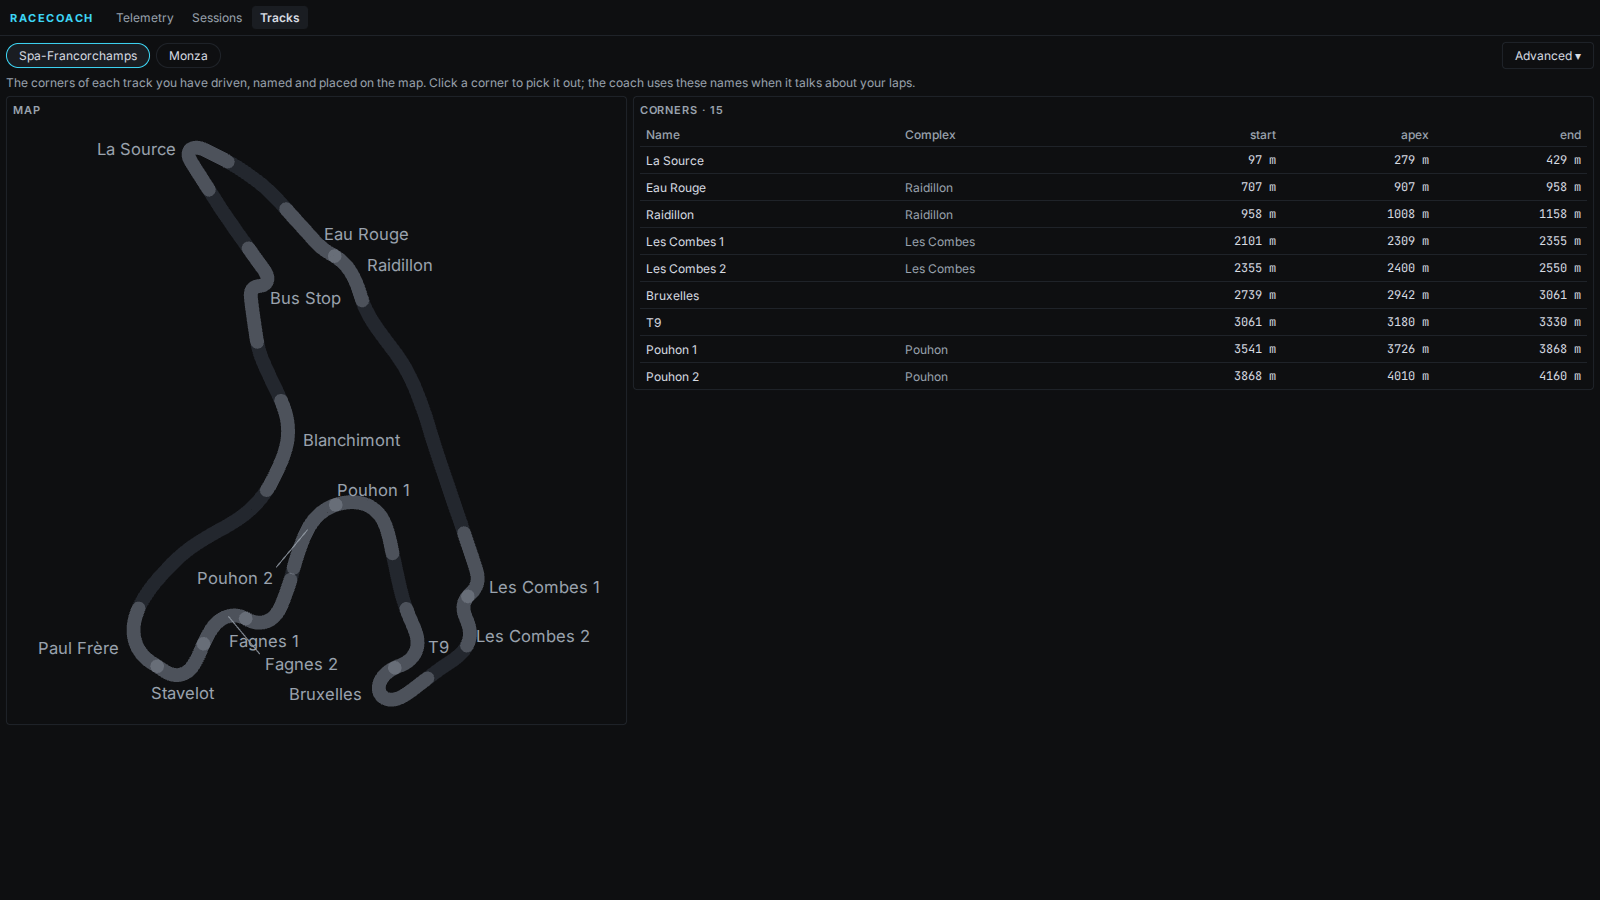 RACECOACH Telemetry Sessions Tracks
Spa-Francorchamps Monza Advanced ▾
The corners of each track you have driven, named and placed on the map. Click a corner to pick it out; the coach uses these names when it talks about your laps.
MAP
La Source
Eau Rouge
Raidillon
Bus Stop
Blanchimont
Pouhon 1
Pouhon 2
Les Combes 1
Les Combes 2
Fagnes 1
T9
Paul Frère
Fagnes 2
Stavelot
Bruxelles
CORNERS · 15
Name Complex start apex end
La Source 97 m 279 m 429 m
Eau Rouge Raidillon 707 m 907 m 958 m
Raidillon Raidillon 958 m 1008 m 1158 m
Les Combes 1 Les Combes 2101 m 2309 m 2355 m
Les Combes 2 Les Combes 2355 m 2400 m 2550 m
Bruxelles 2739 m 2942 m 3061 m
T9 3061 m 3180 m 3330 m
Pouhon 1 Pouhon 3541 m 3726 m 3868 m
Pouhon 2 Pouhon 3868 m 4010 m 4160 m